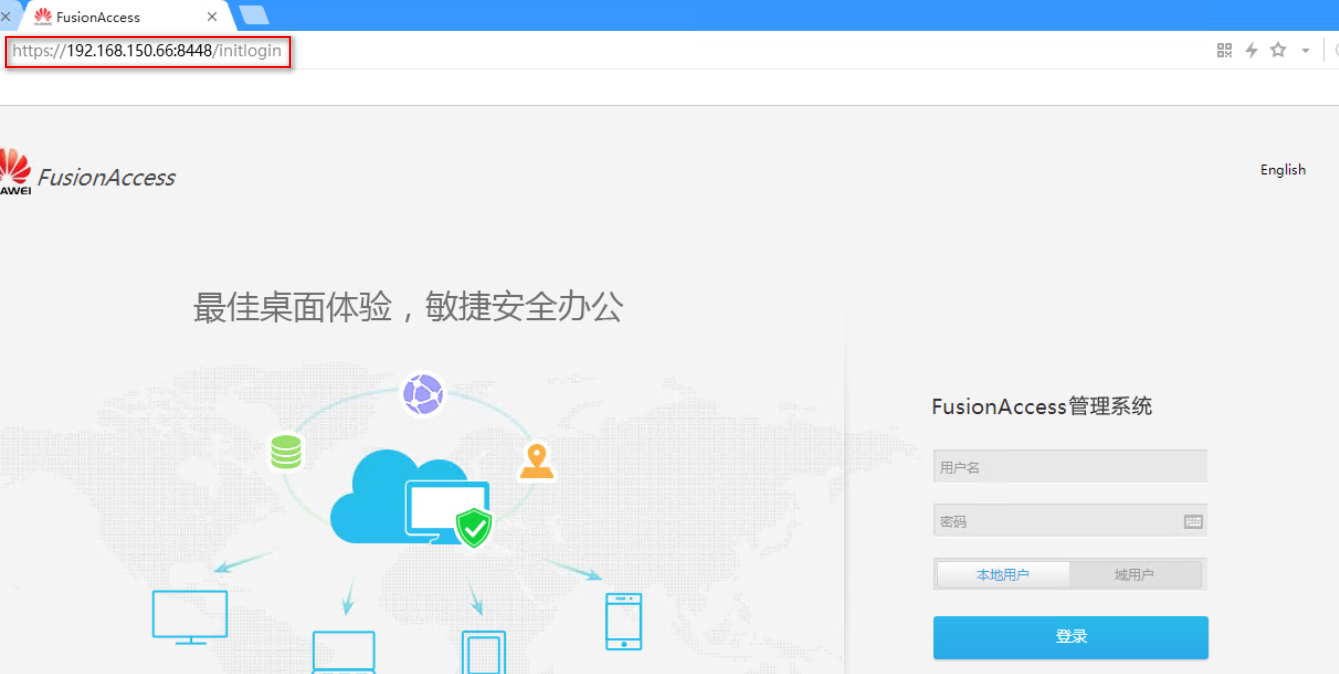 FusionAccess
https://192.168.150.66:8448/initlogin
AWEI
FusionAccess
English
最佳桌面体验，敏捷安全办公
FusionAccess管理系统
用户名
密码
本地用户
域用户
登录